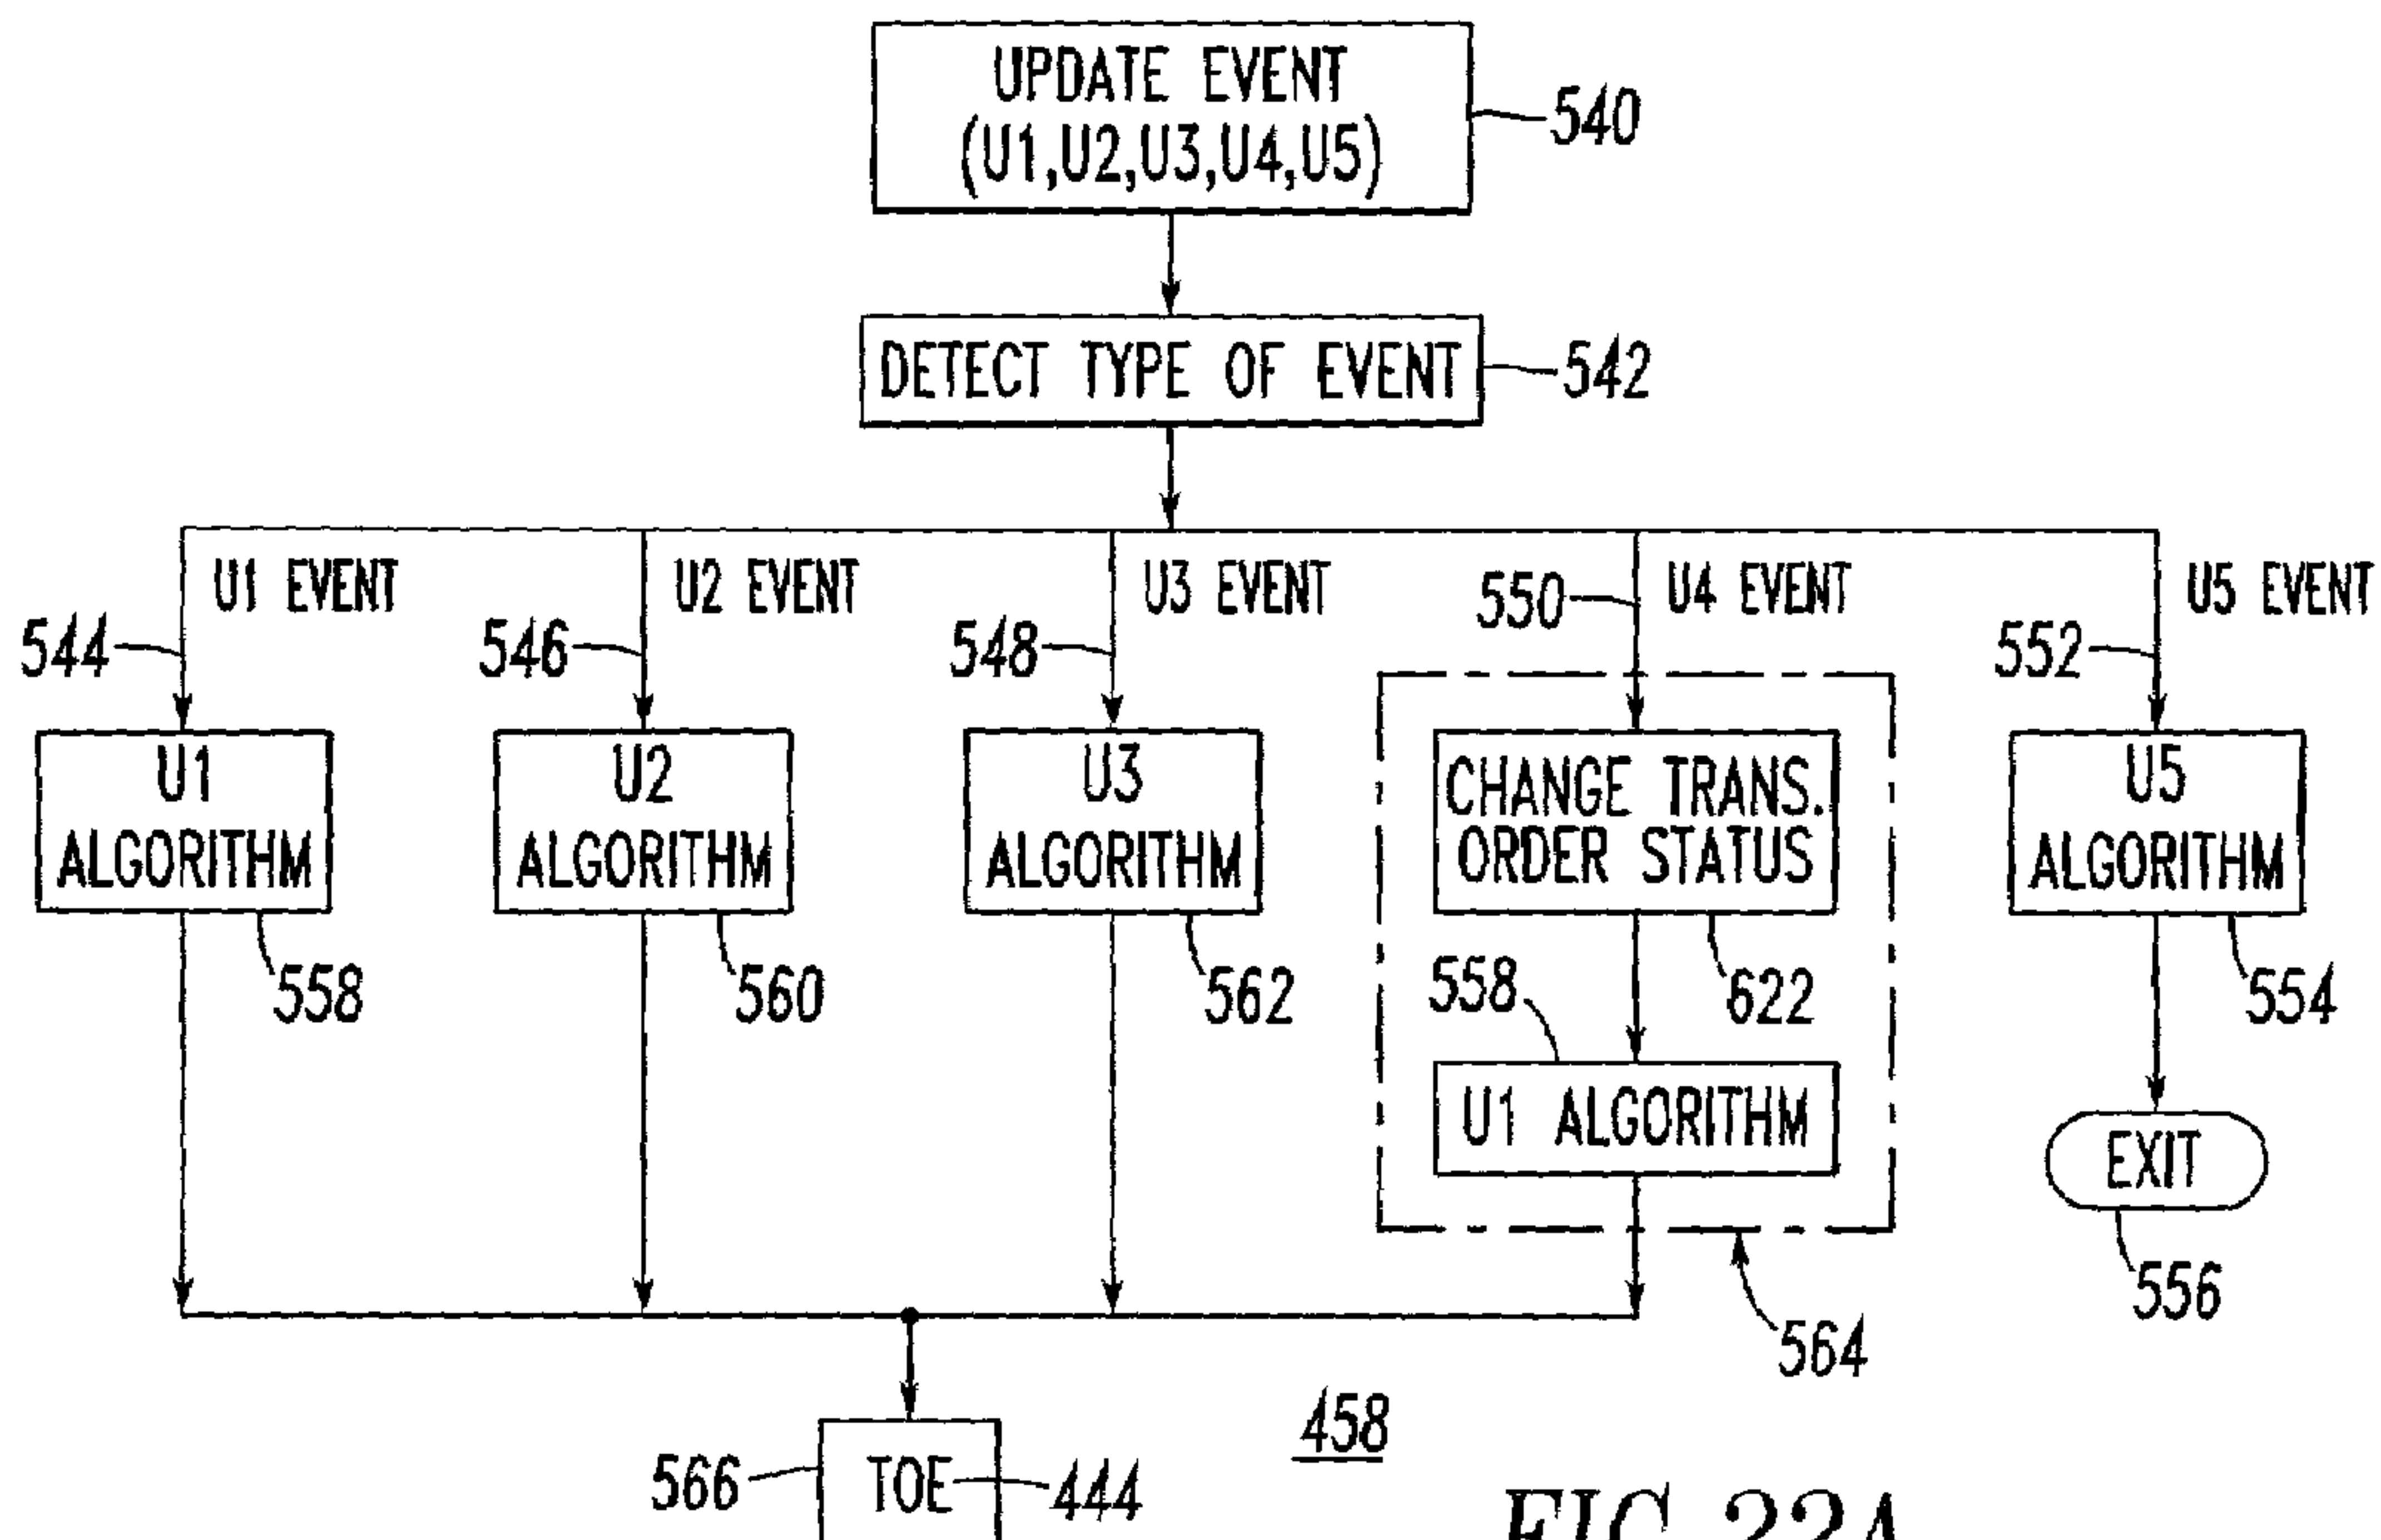 UPDATE EVENT
(U1,U2,U3,U4,U5)
540
DETECT TYPE OF EVENT
542
U1 EVENT
U2 EVENT
U3 EVENT
550
U4 EVENT
U5 EVENT
544
546
548
552
U1
ALGORITHM
U2
ALGORITHM
U3
ALGORITHM
CHANGE TRANS.
ORDER STATUS
U5
ALGORITHM
558
560
562
558
622
554
U1 ALGORITHM
EXIT
556
564
458
566
TOE
444
FIG.22A